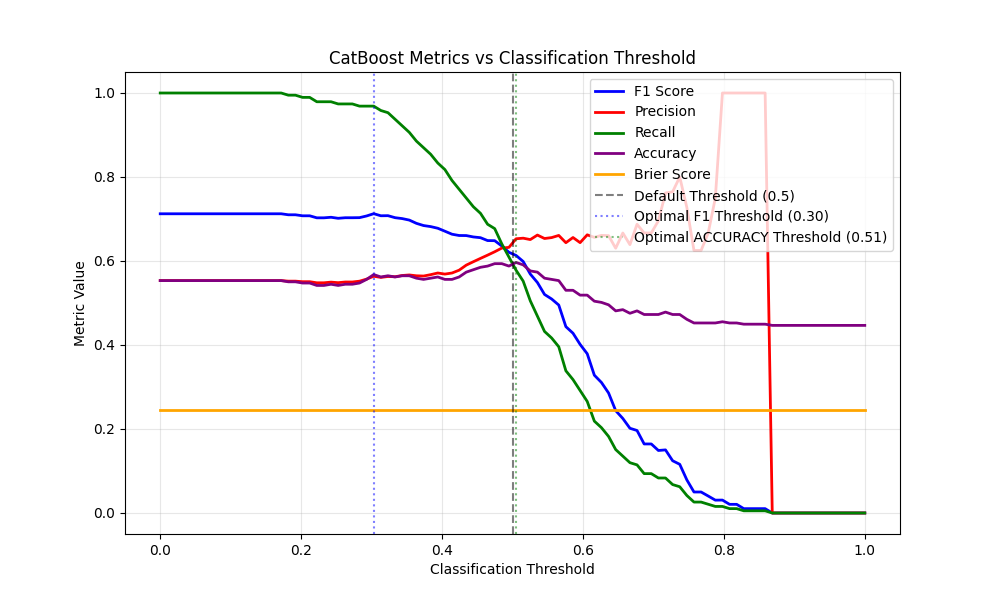 CatBoost Metrics vs Classification Threshold
1.0
0.8
0.6
0.4
0.2
0.0
Metric Value
F1 Score
Precision
Recall
Accuracy
Brier Score
Default Threshold (0.5)
Optimal F1 Threshold (0.30)
Optimal ACCURACY Threshold (0.51)
0.0 0.2 0.4 0.6 0.8 1.0
Classification Threshold